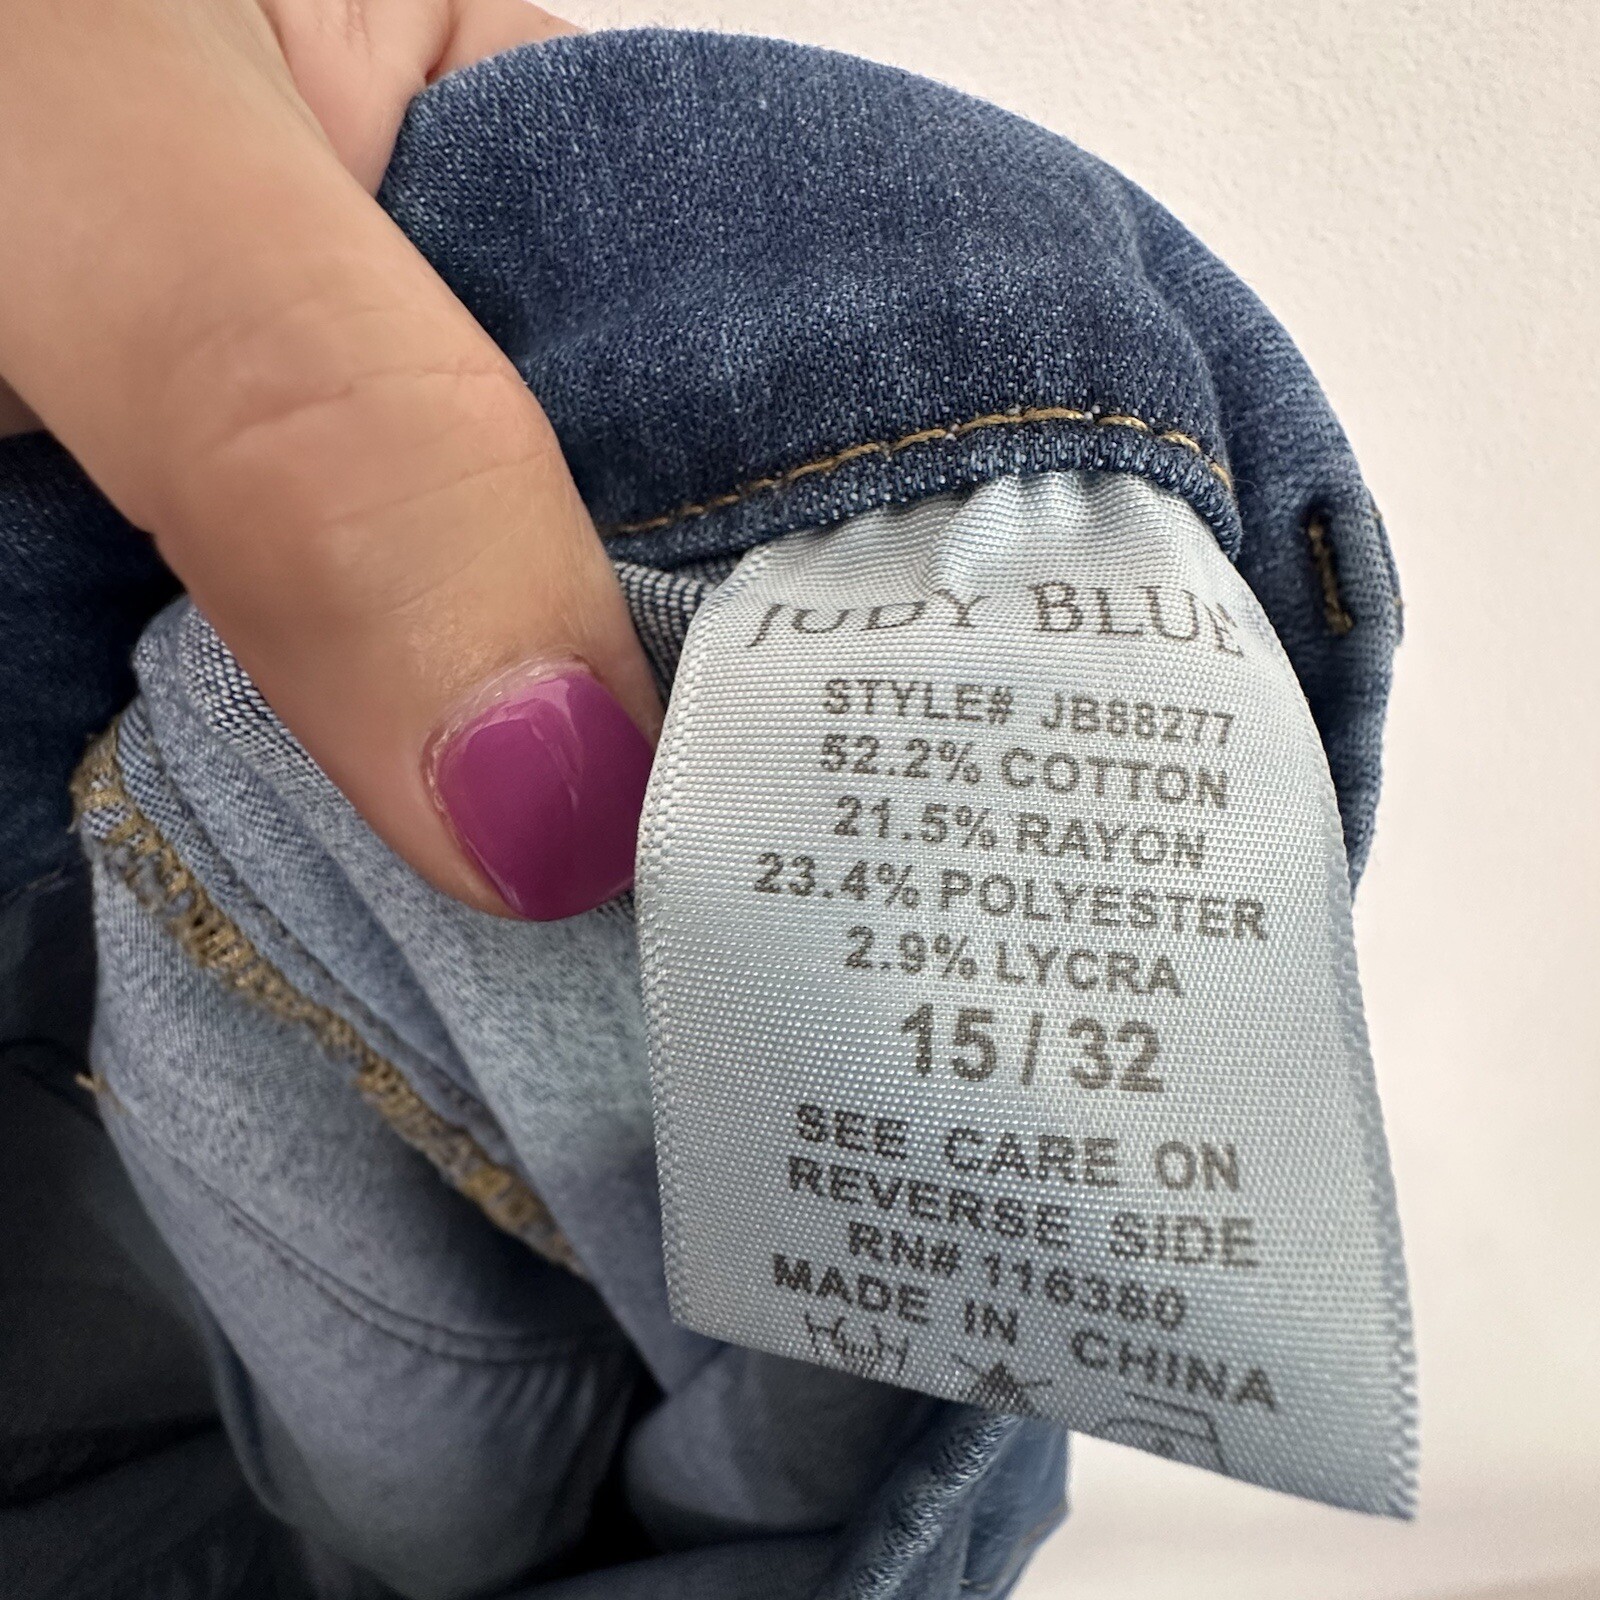 JUDY BLUE
STYLE# JB88277
52.2% COTTON
21.5% RAYON
23.4% POLYESTER
2.9% LYCRA
15 / 32
SEE CARE ON
REVERSE SIDE
RN# 116380
MADE IN CHINA